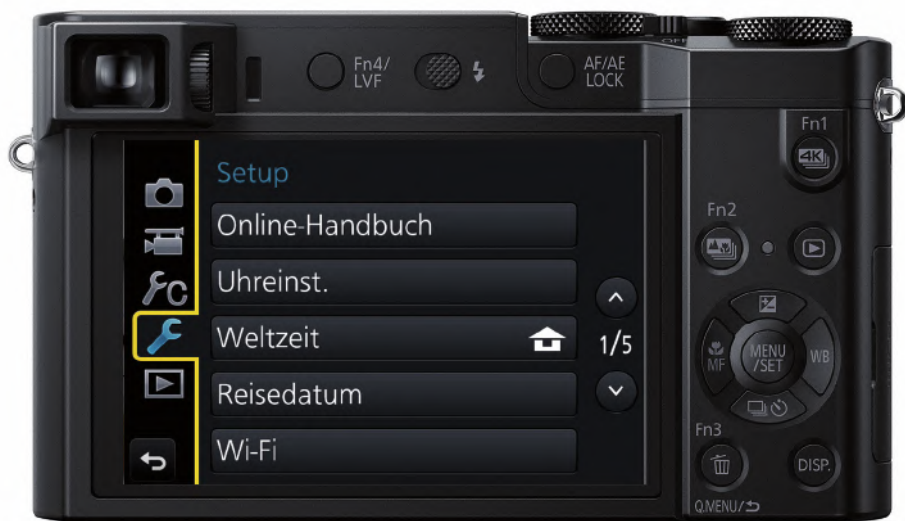 Fn4/
LVF
AF/AE
LOCK
OFF
Fn1
4K
Fn2
Setup
Online-Handbuch
Uhreinst.
Weltzeit
1/5
Reisedatum
Wi-Fi
C
MF
MENU
/SET
WB
Fn3
DISP.
Q.MENU/